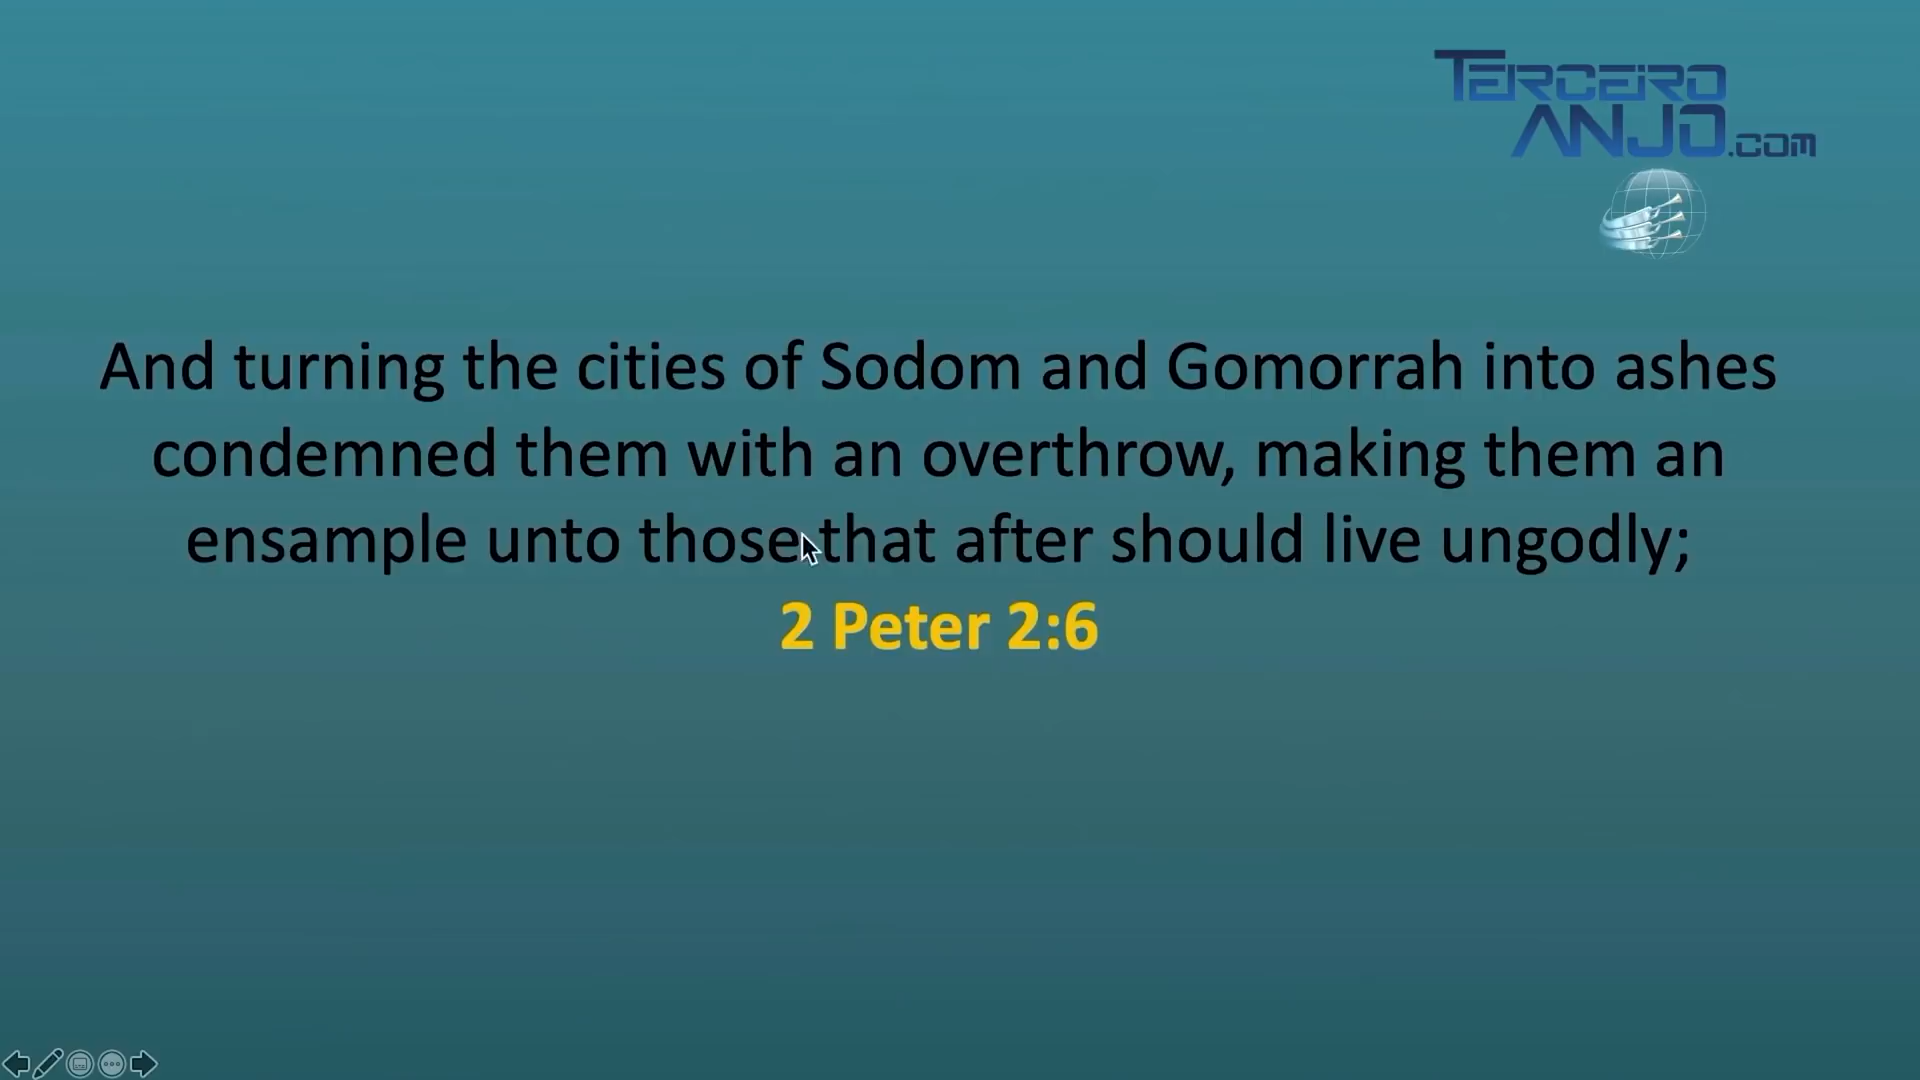 TERCEIRO
ANJO.COM
And turning the cities of Sodom and Gomorrah into ashes
condemned them with an overthrow, making them an
ensample unto those that after should live ungodly;
2 Peter 2:6